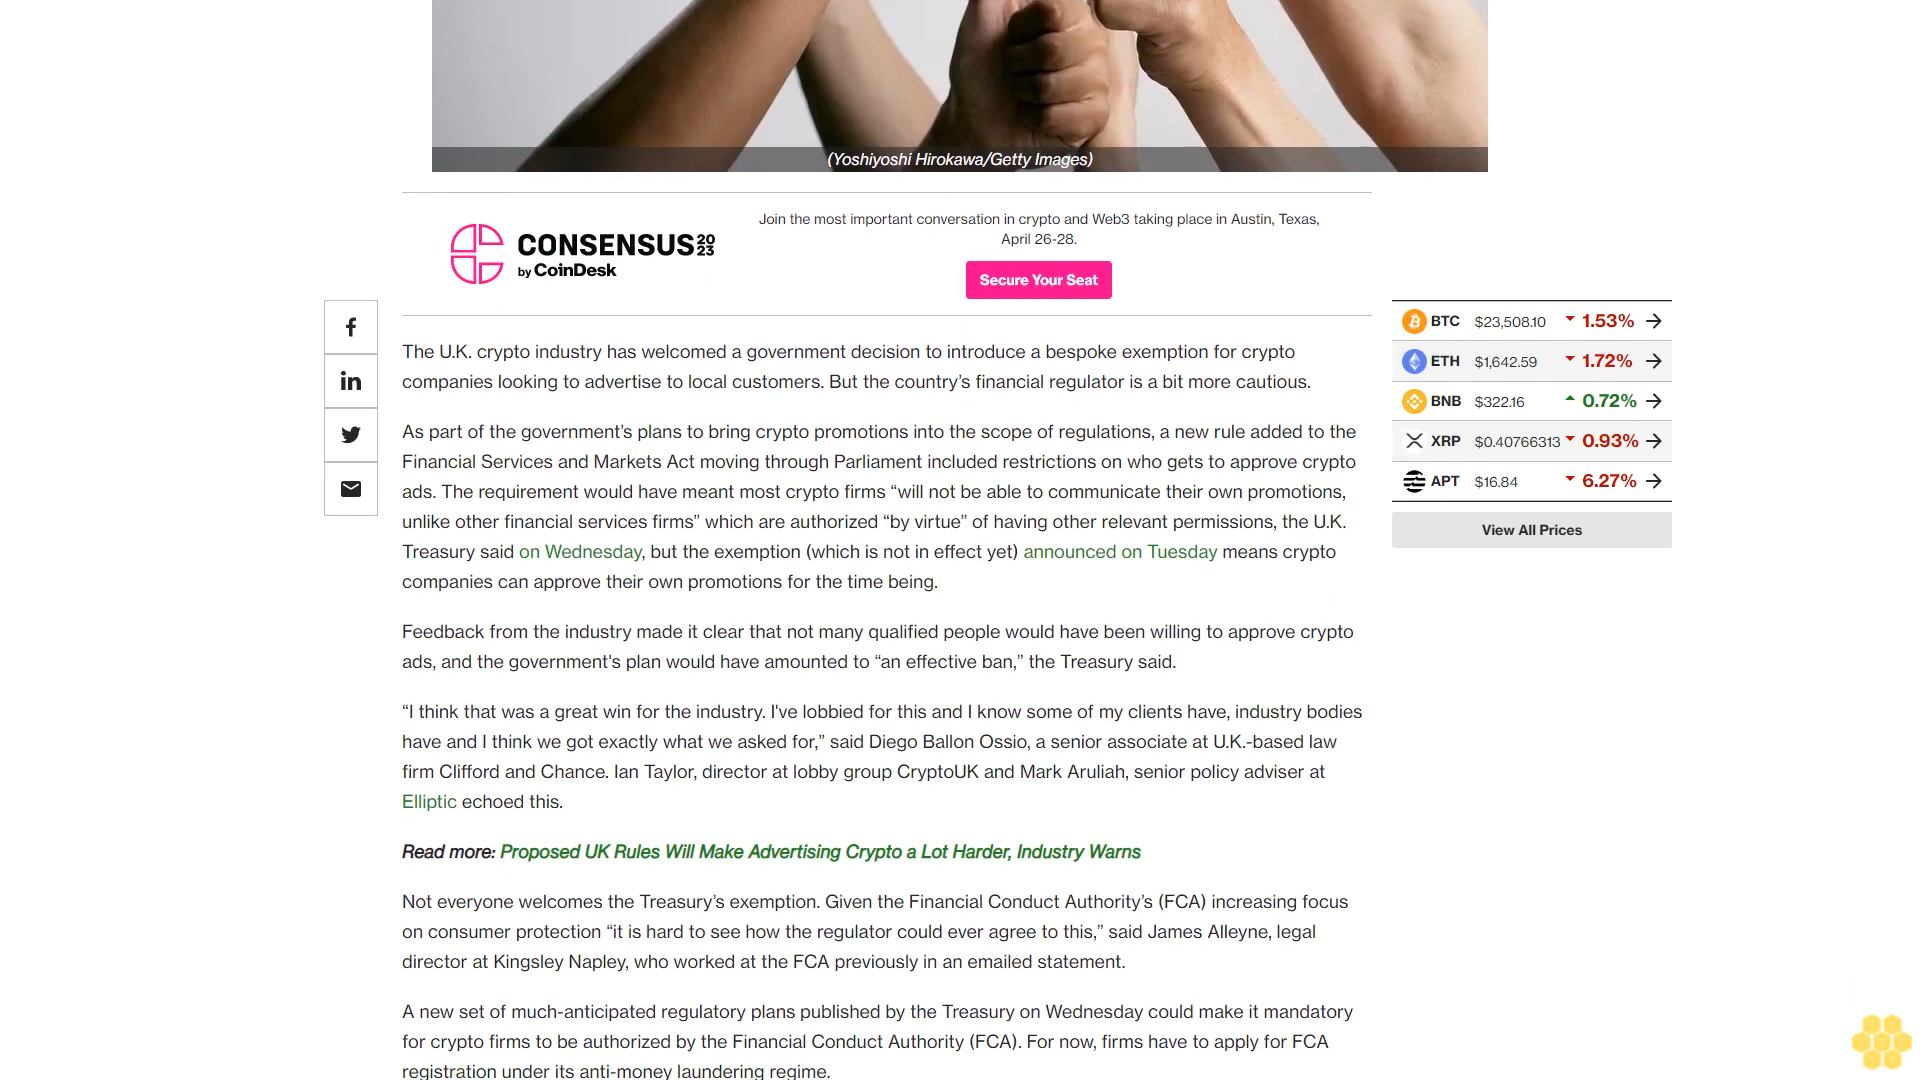 (Yoshiyoshi Hirokawa/Getty Images)
CONSENSUS 2023
by CoinDesk
Join the most important conversation in crypto and Web3 taking place in Austin, Texas,
April 26-28.
Secure Your Seat
The U.K. crypto industry has welcomed a government decision to introduce a bespoke exemption for crypto
companies looking to advertise to local customers. But the country’s financial regulator is a bit more cautious.
As part of the government’s plans to bring crypto promotions into the scope of regulations, a new rule added to the
Financial Services and Markets Act moving through Parliament included restrictions on who gets to approve crypto
ads. The requirement would have meant most crypto firms “will not be able to communicate their own promotions,
unlike other financial services firms” which are authorized “by virtue” of having other relevant permissions, the U.K.
Treasury said on Wednesday, but the exemption (which is not in effect yet) announced on Tuesday means crypto
companies can approve their own promotions for the time being.
Feedback from the industry made it clear that not many qualified people would have been willing to approve crypto
ads, and the government's plan would have amounted to “an effective ban,” the Treasury said.
“I think that was a great win for the industry. I've lobbied for this and I know some of my clients have, industry bodies
have and I think we got exactly what we asked for,” said Diego Ballon Ossio, a senior associate at U.K.-based law
firm Clifford and Chance. Ian Taylor, director at lobby group CryptoUK and Mark Aruliah, senior policy adviser at
Elliptic echoed this.
Read more: Proposed UK Rules Will Make Advertising Crypto a Lot Harder, Industry Warns
Not everyone welcomes the Treasury’s exemption. Given the Financial Conduct Authority’s (FCA) increasing focus
on consumer protection “it is hard to see how the regulator could ever agree to this,” said James Alleyne, legal
director at Kingsley Napley, who worked at the FCA previously in an emailed statement.
A new set of much-anticipated regulatory plans published by the Treasury on Wednesday could make it mandatory
for crypto firms to be authorized by the Financial Conduct Authority (FCA). For now, firms have to apply for FCA
registration under its anti-money laundering regime.
BTC $23,508.10 1.53%
ETH $1,642.59 1.72%
BNB $322.16 0.72%
XRP $0.40766313 0.93%
APT $16.84 6.27%
View All Prices